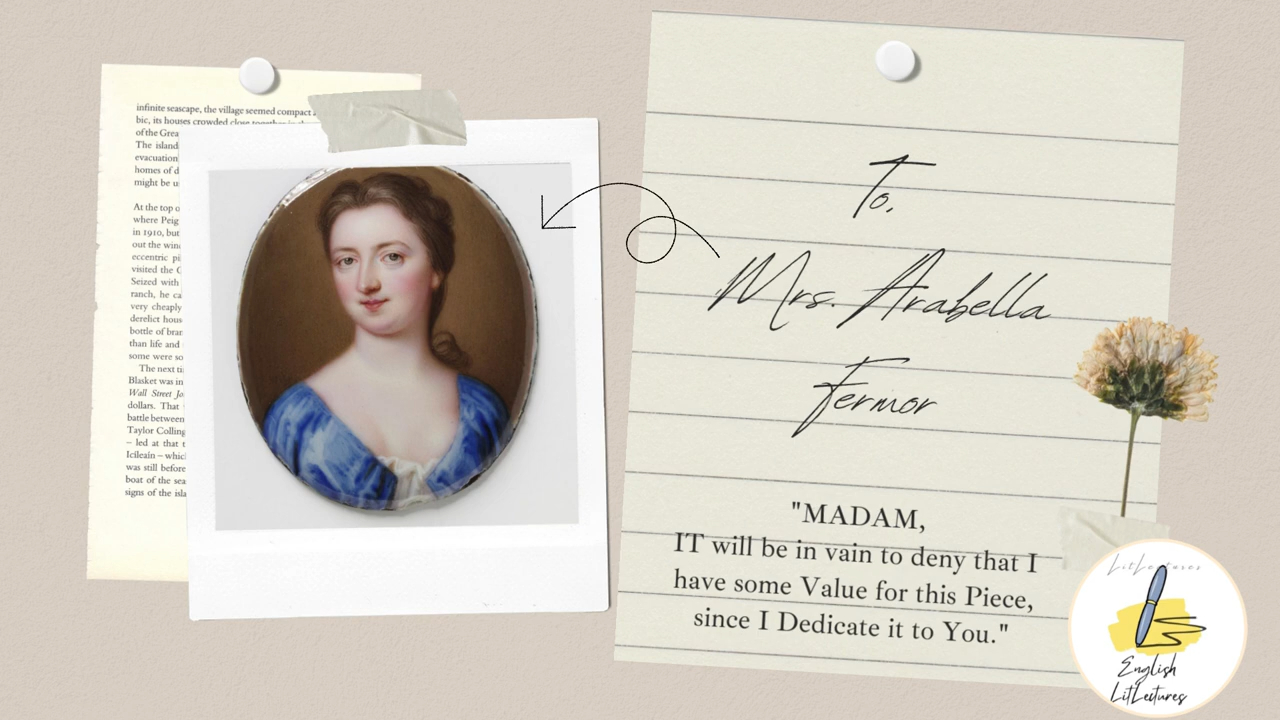 infinite seascape, the village seemed compact
bic, its houses crowded close together in
of the Grea
The island
evacuation
homes of d
might be u
At the top o
where Peig
in 1910, but
out the win
eccentric pi
visited the G
Seized with
ranch, he ca
very cheaply
derelict hous
bottle of bran
than life and
some were so
The next ti
Blasket was in
Wall Street Jo
dollars. That
battle between
Taylor Colling
– led at that t
Icileaín – whic
was still before
boat of the sea
signs of the isla
To,
Mrs. Arabella
Fermor
"MADAM,
IT will be in vain to deny that I
have some Value for this Piece,
since I Dedicate it to You."
LitLectures
English
LitLectures